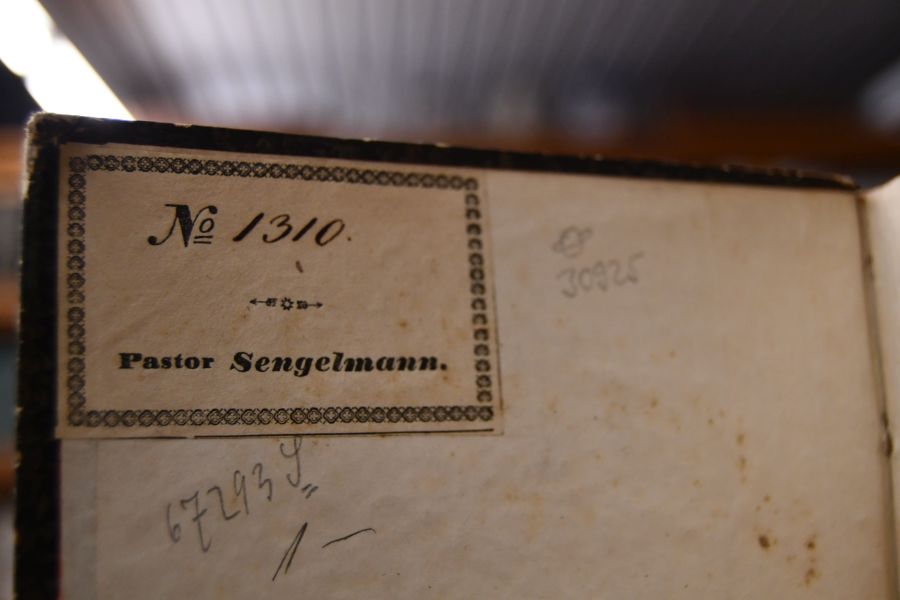 No 1310.
Pastor Sengelmann.
30925
67293
1 —